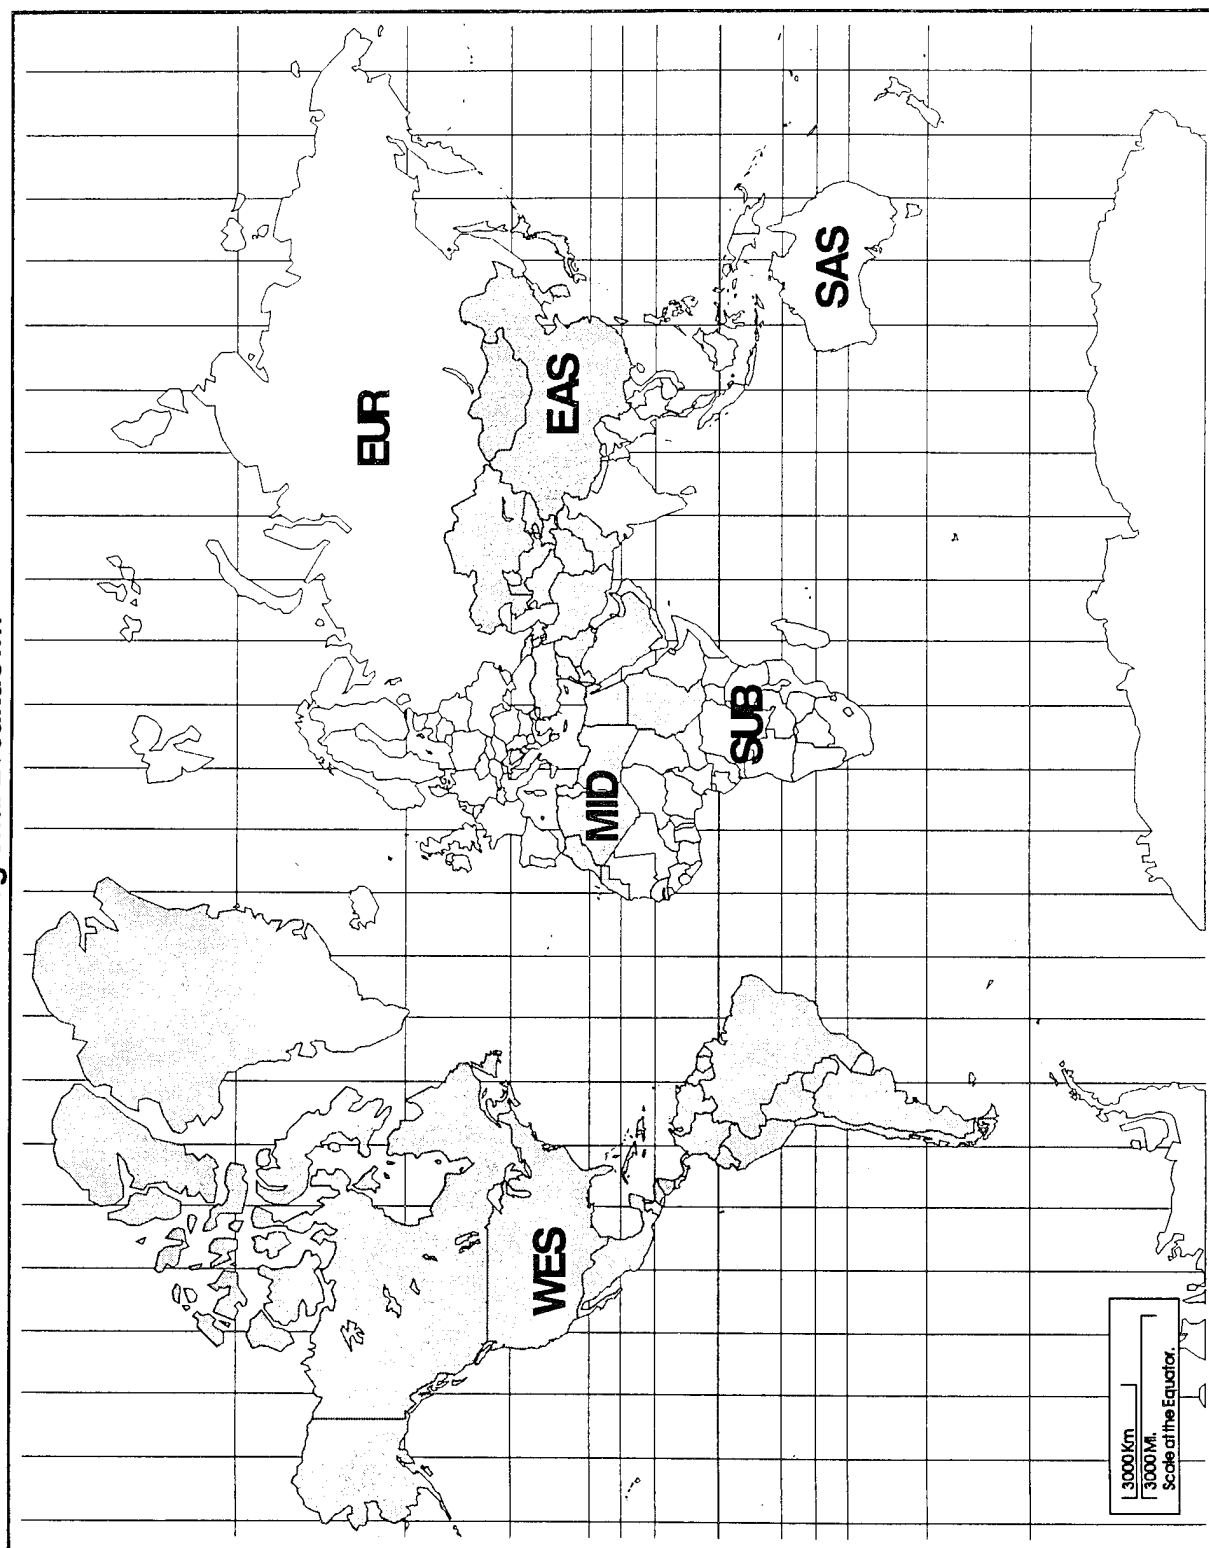 EUR
EAS
SAS
MID
SUB
WES
3000 Km
3000 Mi.
Scale at the Equator.